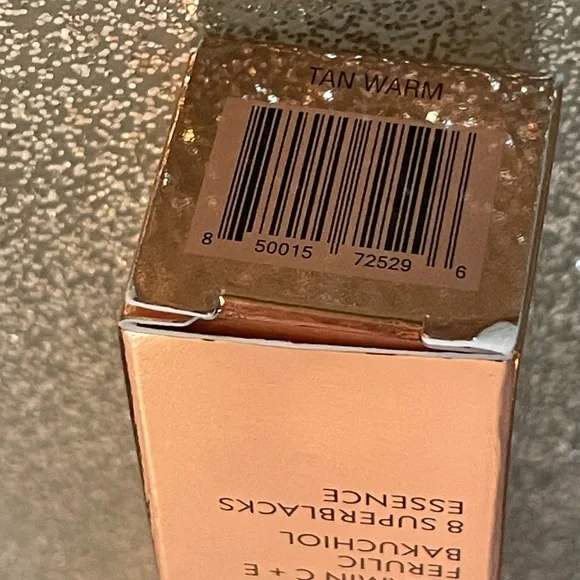 TAN WARM
8 50015 72529 6
FERULIC
BAKUCHIOL
8 SUPERBLACKS
ESSENCE